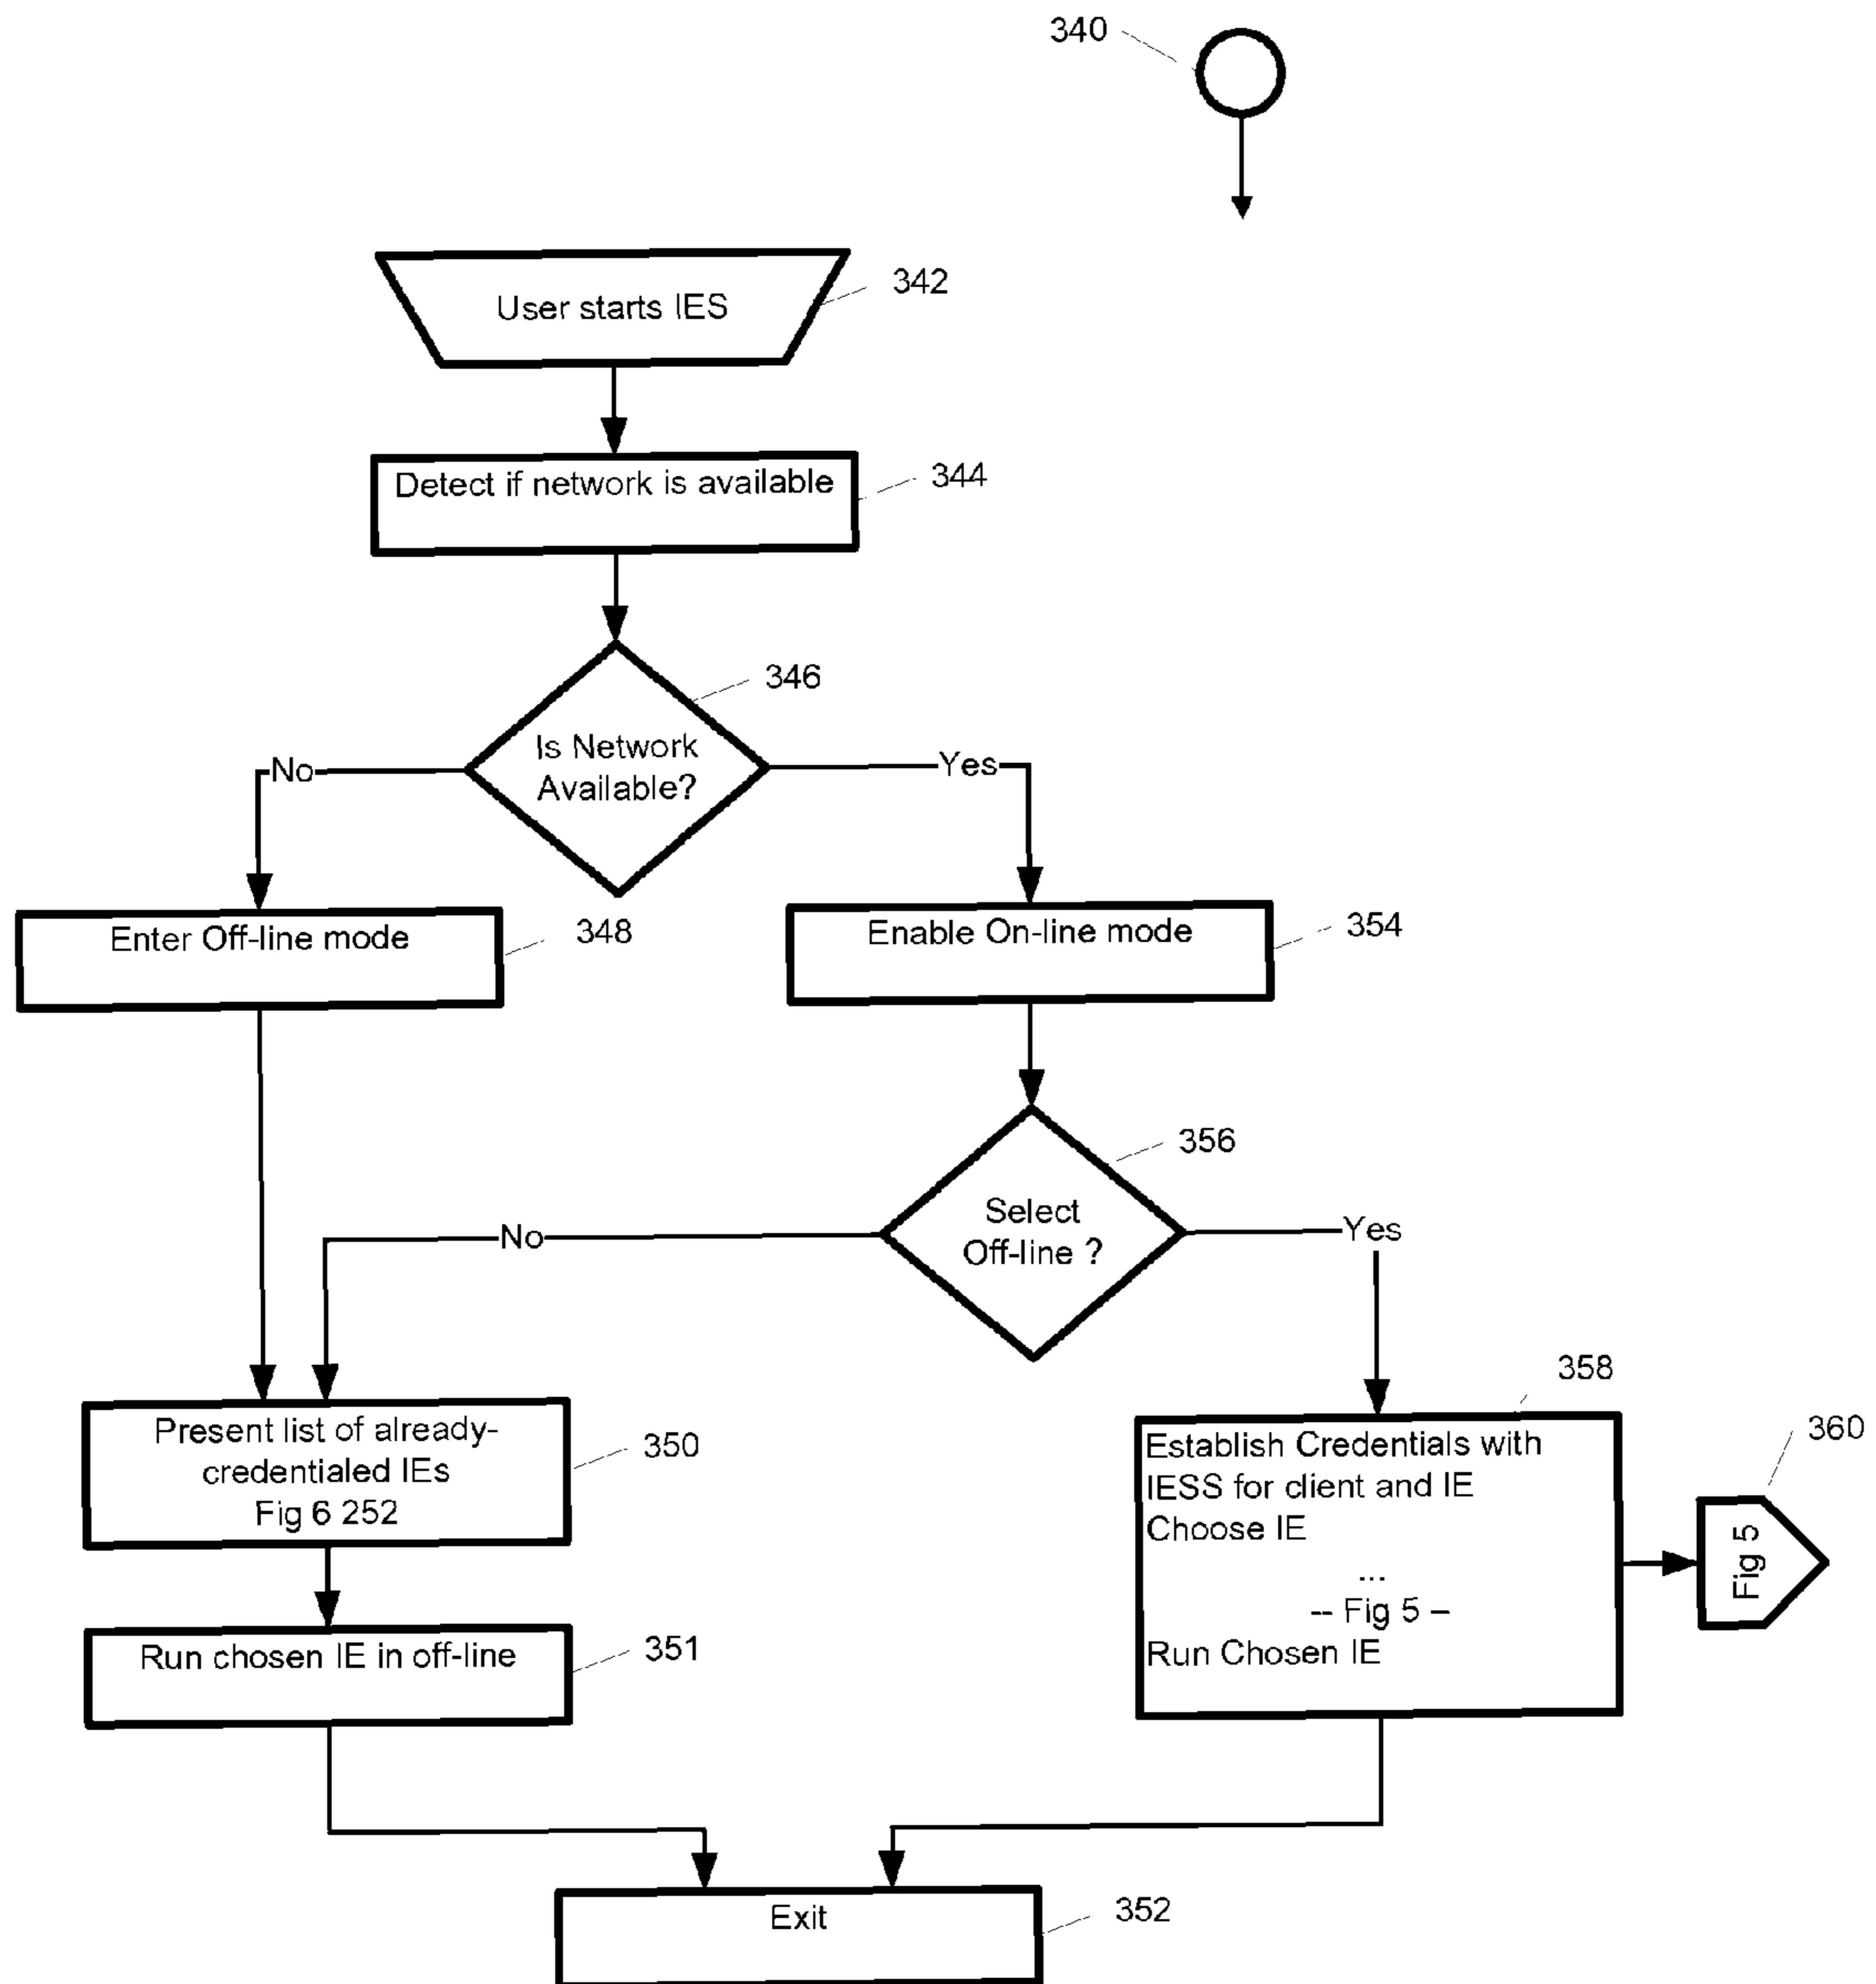 340
User starts IES
342
Detect if network is available
344
346
Is Network
Available?
No
Yes
Enter Off-line mode
348
Enable On-line mode
354
356
Select
Off-line ?
No
Yes
358
Present list of already-
credentialed IEs
Fig 6 252
350
Establish Credentials with
IESS for client and IE
Choose IE
...
-- Fig 5 –
Run Chosen IE
360
Fig 5
Run chosen IE in off-line
351
Exit
352